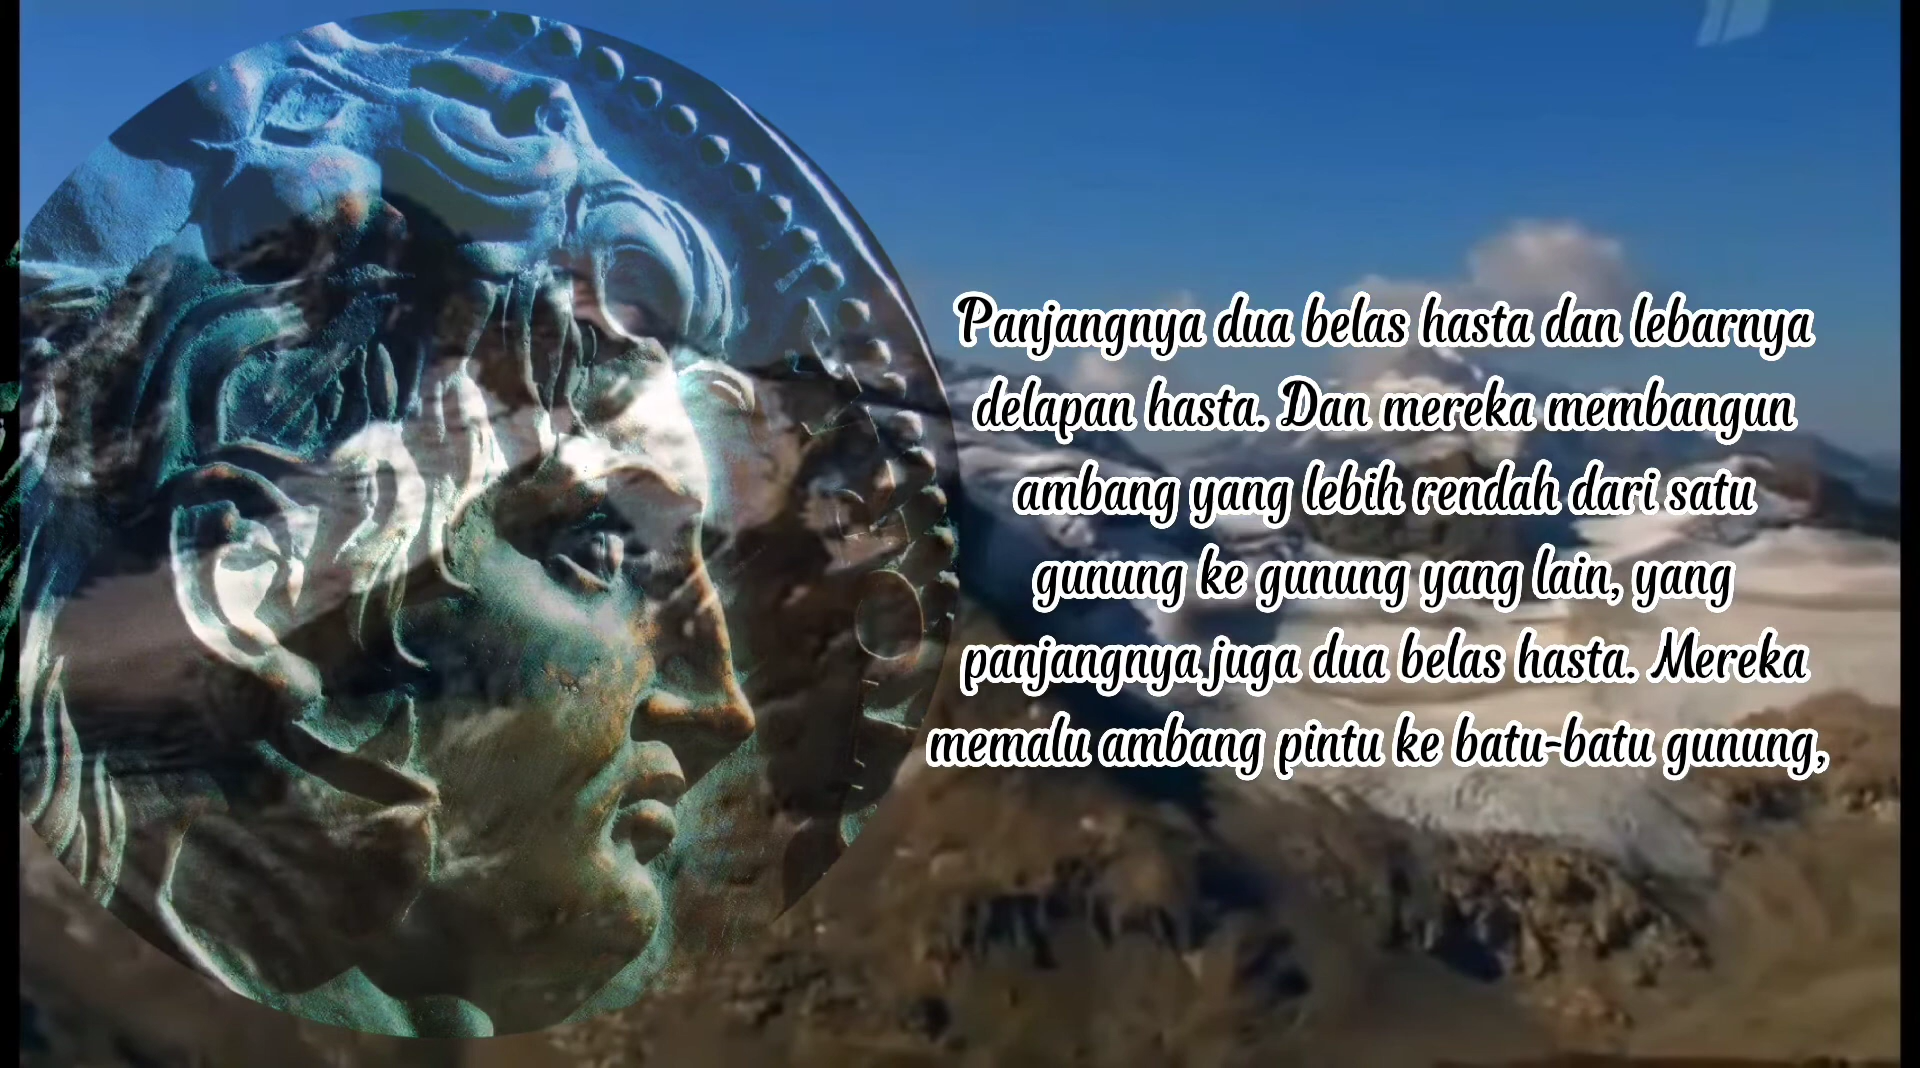 Panjangnya dua belas hasta dan lebarnya
delapan hasta. Dan mereka membangun
ambang yang lebih rendah dari satu
gunung ke gunung yang lain, yang
panjangnya juga dua belas hasta. Mereka
memalu ambang pintu ke batu-batu gunung,